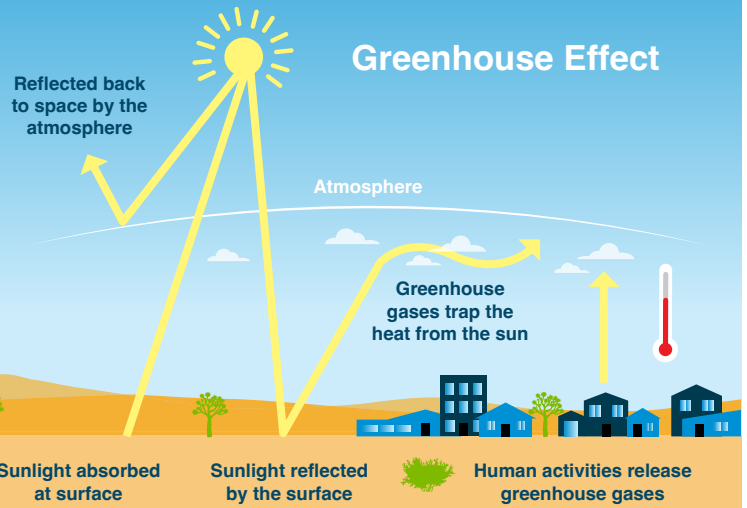 Greenhouse Effect
Reflected back
to space by the
atmosphere
Atmosphere
Greenhouse
gases trap the
heat from the sun
Sunlight absorbed
at surface
Sunlight reflected
by the surface
Human activities release
greenhouse gases